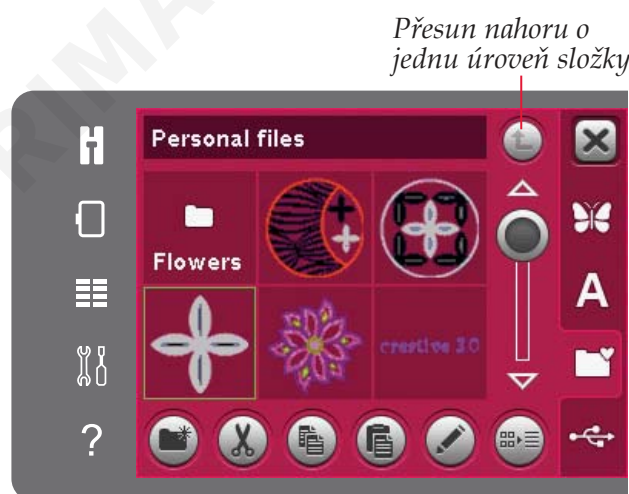 Přesun nahoru o
jednu úroveň složky
Personal files
Flowers
creative 3.0
A
?